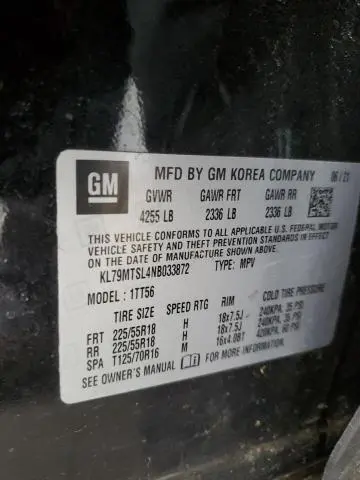 GM
MFD BY GM KOREA COMPANY 06/21
GVWR GAWR FRT GAWR RR
4255 LB 2336 LB 2336 LB
THIS VEHICLE CONFORMS TO ALL APPLICABLE U.S. FEDERAL MOTOR
VEHICLE SAFETY AND THEFT PREVENTION STANDARDS IN EFFECT ON
THE DATE OF MANUFACTURE SHOWN ABOVE.
KL79MTSL4NB033872 TYPE: MPV
MODEL: 1TT56
TIRE SIZE SPEED RTG RIM COLD TIRE PRESSURE
FRT 225/55R18 H 18x7.5J 240KPA, 35 PSI
RR 225/55R18 H 18x7.5J 240KPA, 35 PSI
SPA T125/70R16 M 16x4.0BT 420KPA, 60 PSI
SEE OWNER'S MANUAL FOR ADDITIONAL INFORMATION.